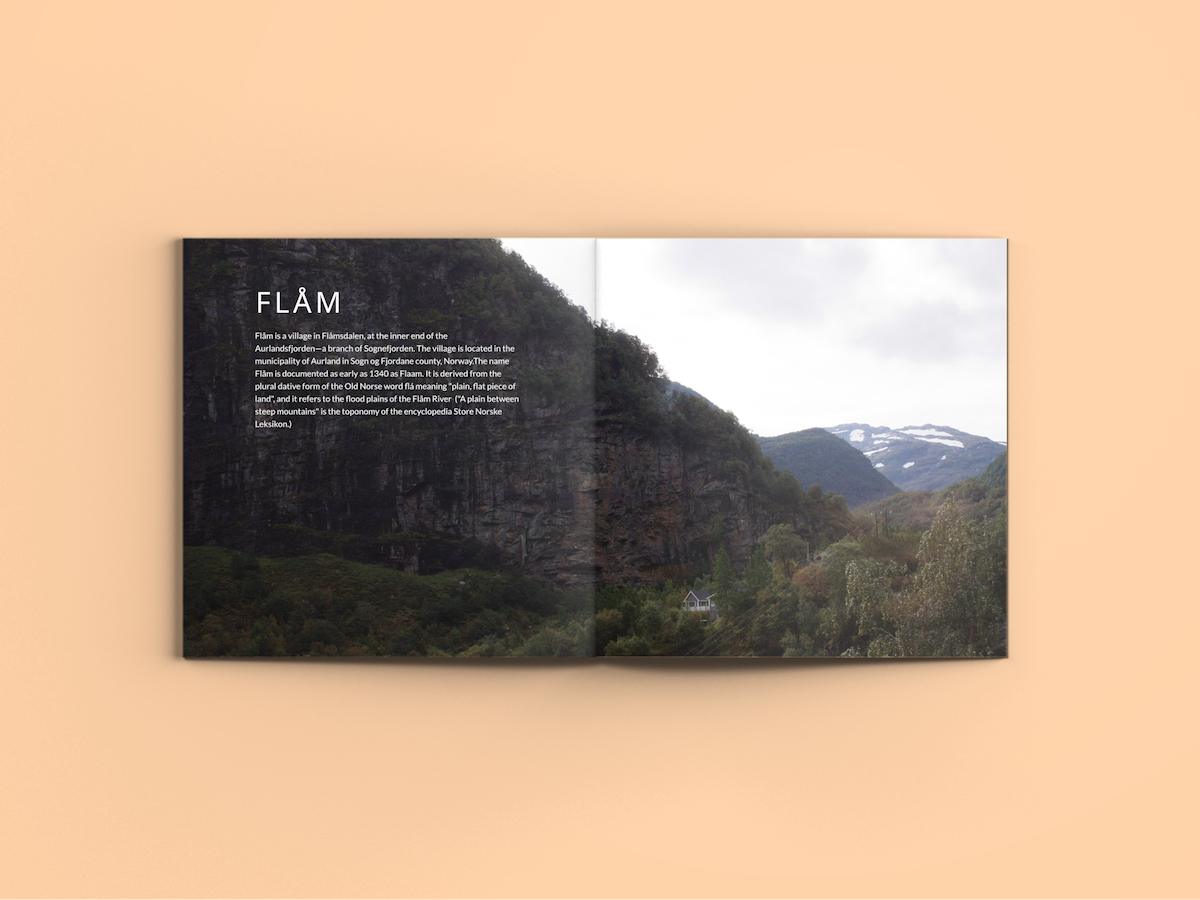 FLÅM
Flåm is a village in Flåmsdalen, at the inner end of the
Aurlandsfjorden—a branch of Sognefjorden. The village is located in the
municipality of Aurland in Sogn og Fjordane county, Norway.The name
Flåm is documented as early as 1340 as Flaam. It is derived from the
plural dative form of the Old Norse word flá meaning "plain, flat piece of
land", and it refers to the flood plains of the Flåm River ("A plain between
steep mountains" is the toponomy of the encyclopedia Store Norske
Leksikon.)